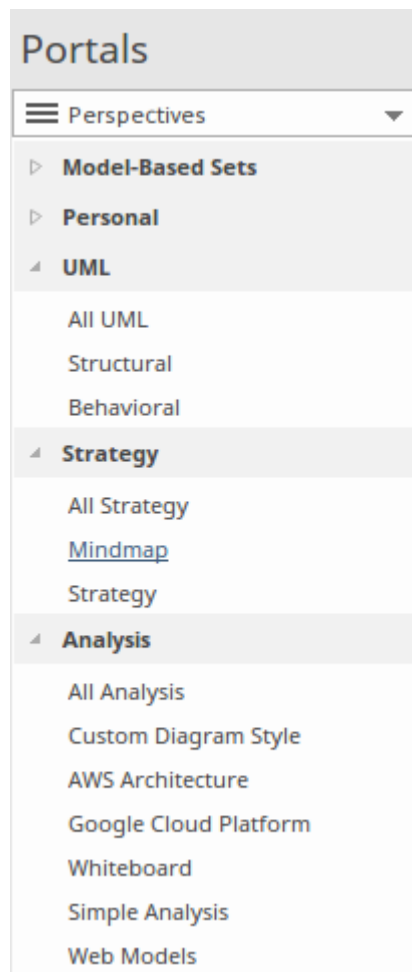 Portals
Perspectives
Model-Based Sets
Personal
UML
All UML
Structural
Behavioral
Strategy
All Strategy
Mindmap
Strategy
Analysis
All Analysis
Custom Diagram Style
AWS Architecture
Google Cloud Platform
Whiteboard
Simple Analysis
Web Models